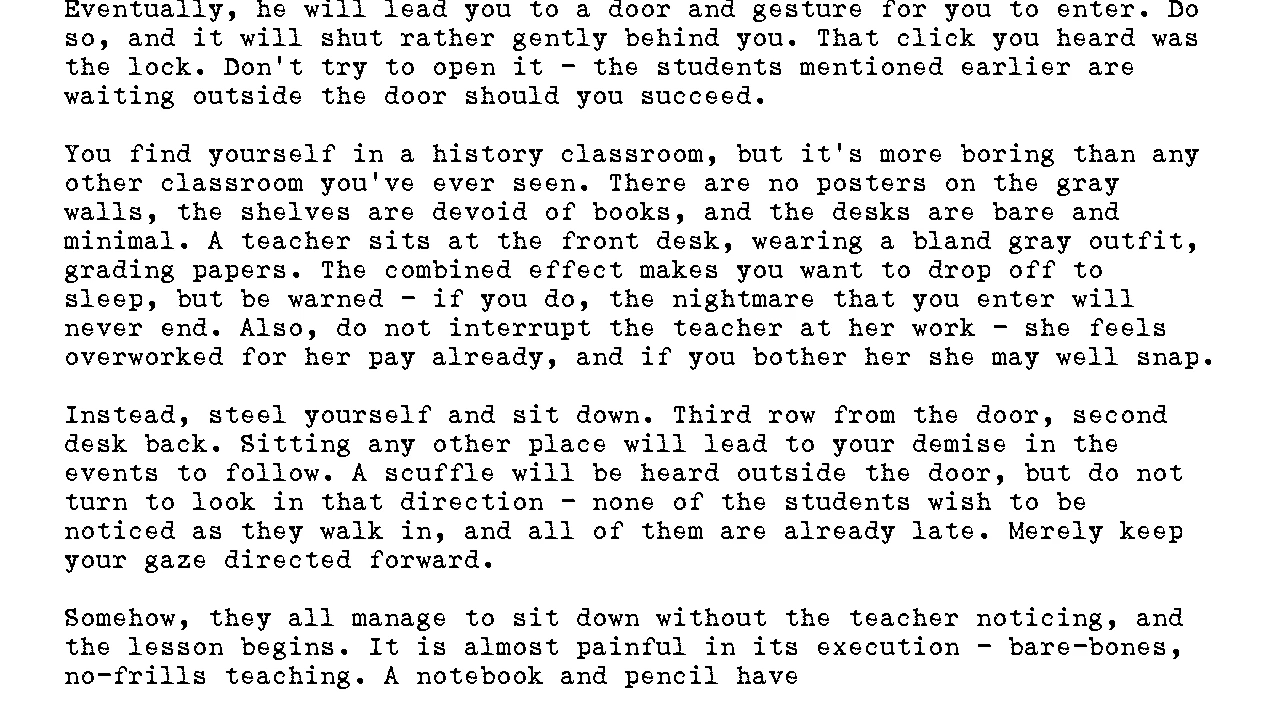 Eventually, he will lead you to a door and gesture for you to enter. Do
so, and it will shut rather gently behind you. That click you heard was
the lock. Don't try to open it - the students mentioned earlier are
waiting outside the door should you succeed.
You find yourself in a history classroom, but it's more boring than any
other classroom you've ever seen. There are no posters on the gray
walls, the shelves are devoid of books, and the desks are bare and
minimal. A teacher sits at the front desk, wearing a bland gray outfit,
grading papers. The combined effect makes you want to drop off to
sleep, but be warned - if you do, the nightmare that you enter will
never end. Also, do not interrupt the teacher at her work - she feels
overworked for her pay already, and if you bother her she may well snap.
Instead, steel yourself and sit down. Third row from the door, second
desk back. Sitting any other place will lead to your demise in the
events to follow. A scuffle will be heard outside the door, but do not
turn to look in that direction - none of the students wish to be
noticed as they walk in, and all of them are already late. Merely keep
your gaze directed forward.
Somehow, they all manage to sit down without the teacher noticing, and
the lesson begins. It is almost painful in its execution - bare-bones,
no-frills teaching. A notebook and pencil have